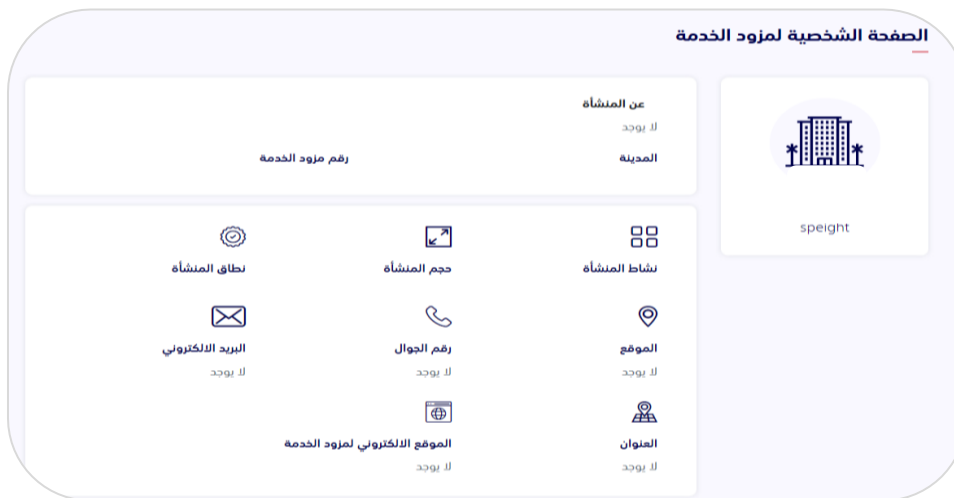 الصفحة الشخصية لمزود الخدمة
speight
عن المنشأة
لا يوجد
المدينة رقم مزود الخدمة
نشاط المنشأة حجم المنشأة نطاق المنشأة
الموقع رقم الجوال البريد الالكتروني
لا يوجد لا يوجد لا يوجد
العنوان الموقع الالكتروني لمزود الخدمة
لا يوجد لا يوجد